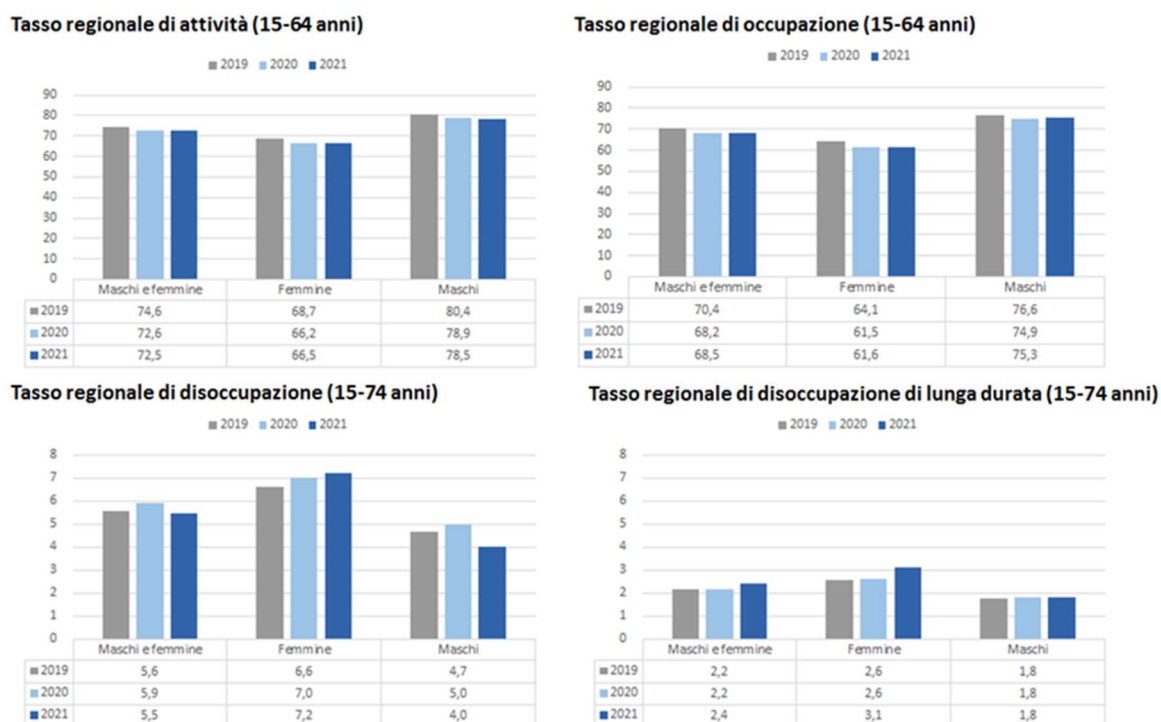 Tasso regionale di attività (15-64 anni)
2019 2020 2021
90
80
70
60
50
40
30
20
10
0
Maschi e femmine Femmine Maschi
2019 74,6 68,7 80,4
2020 72,6 66,2 78,9
2021 72,5 66,5 78,5
Tasso regionale di occupazione (15-64 anni)
2019 2020 2021
90
80
70
60
50
40
30
20
10
0
Maschi e femmine Femmine Maschi
2019 70,4 64,1 76,6
2020 68,2 61,5 74,9
2021 68,5 61,6 75,3
Tasso regionale di disoccupazione (15-74 anni)
2019 2020 2021
8
7
6
5
4
3
2
1
0
Maschi e femmine Femmine Maschi
2019 5,6 6,6 4,7
2020 5,9 7,0 5,0
2021 5,5 7,2 4,0
Tasso regionale di disoccupazione di lunga durata (15-74 anni)
2019 2020 2021
8
7
6
5
4
3
2
1
0
Maschi e femmine Femmine Maschi
2019 2,2 2,6 1,8
2020 2,2 2,6 1,8
2021 2,4 3,1 1,8